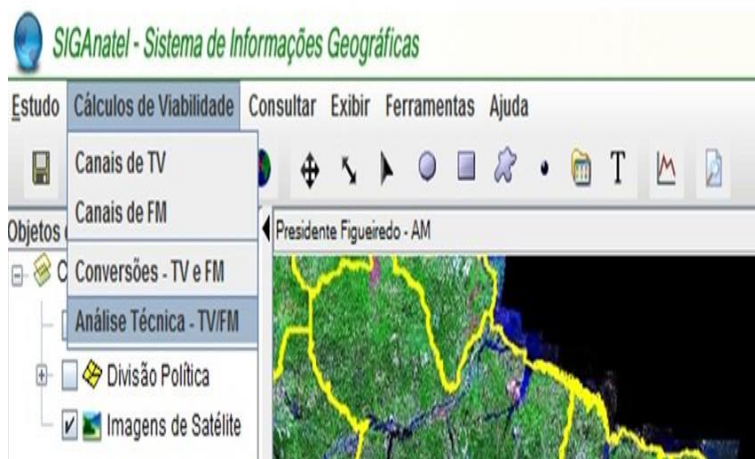 SIGAnatel - Sistema de Informações Geográficas
Estudo Cálculos de Viabilidade Consultar Exibir Ferramentas Ajuda
Canais de TV
T
Canais de FM
Objetos
Presidente Figueiredo - AM
Conversões - TV e FM
Análise Técnica - TV/FM
Divisão Política
Imagens de Satélite